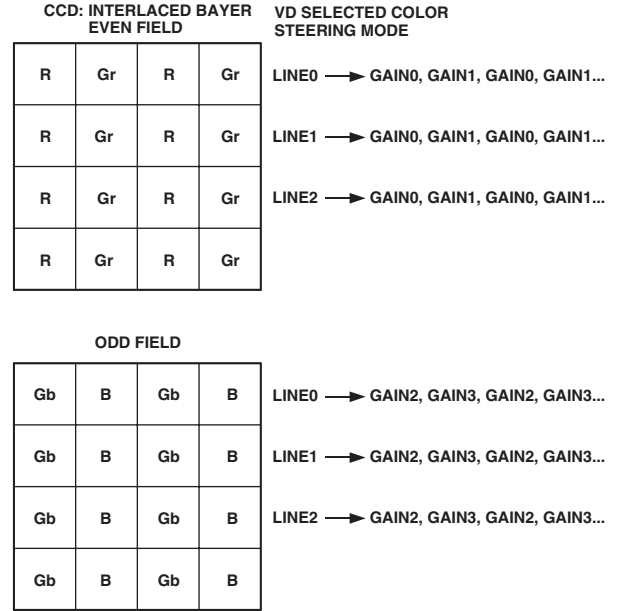 CCD: INTERLACED BAYER
EVEN FIELD
VD SELECTED COLOR
STEERING MODE
R Gr R Gr
LINE0 GAIN0, GAIN1, GAIN0, GAIN1...
R Gr R Gr
LINE1 GAIN0, GAIN1, GAIN0, GAIN1...
R Gr R Gr
LINE2 GAIN0, GAIN1, GAIN0, GAIN1...
R Gr R Gr
ODD FIELD
Gb B Gb B
LINE0 GAIN2, GAIN3, GAIN2, GAIN3...
Gb B Gb B
LINE1 GAIN2, GAIN3, GAIN2, GAIN3...
Gb B Gb B
LINE2 GAIN2, GAIN3, GAIN2, GAIN3...
Gb B Gb B